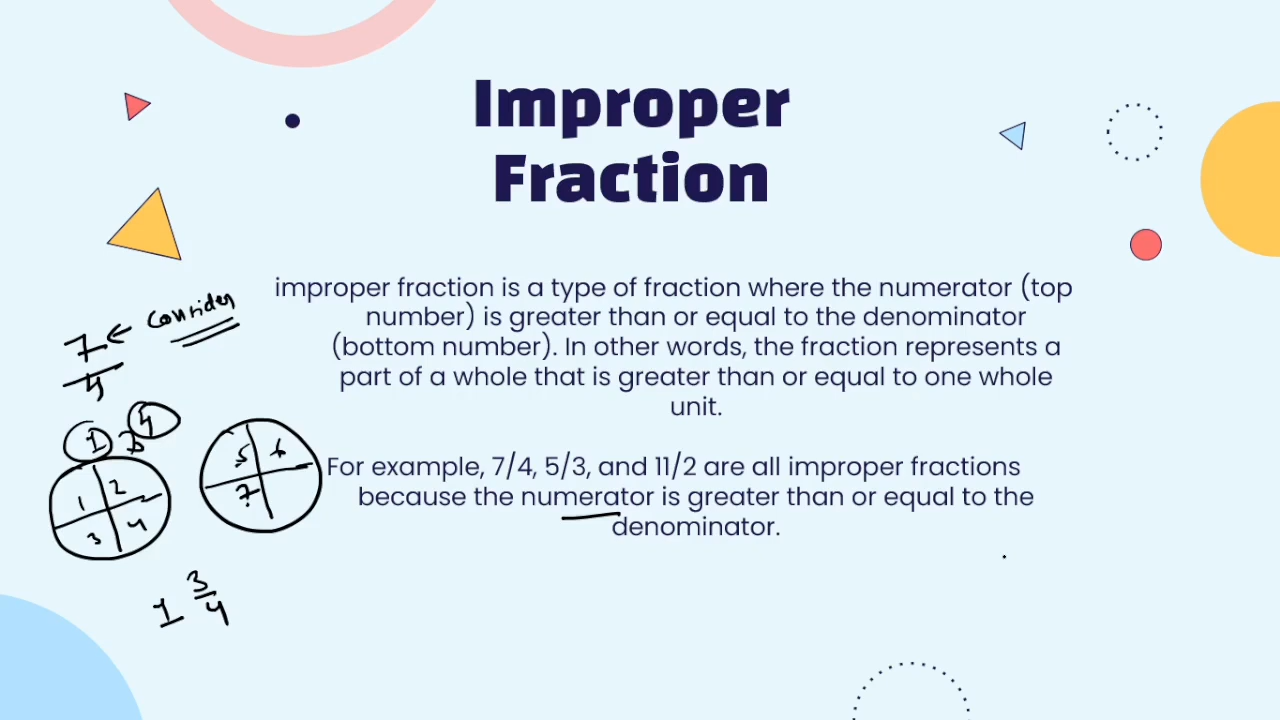 Improper
Fraction
improper fraction is a type of fraction where the numerator (top
number) is greater than or equal to the denominator
(bottom number). In other words, the fraction represents a
part of a whole that is greater than or equal to one whole
unit.
For example, 7/4, 5/3, and 11/2 are all improper fractions
because the numerator is greater than or equal to the
denominator.
7 ← consider
4
1 4
1 2
3 4
5 6
7
1 3/4